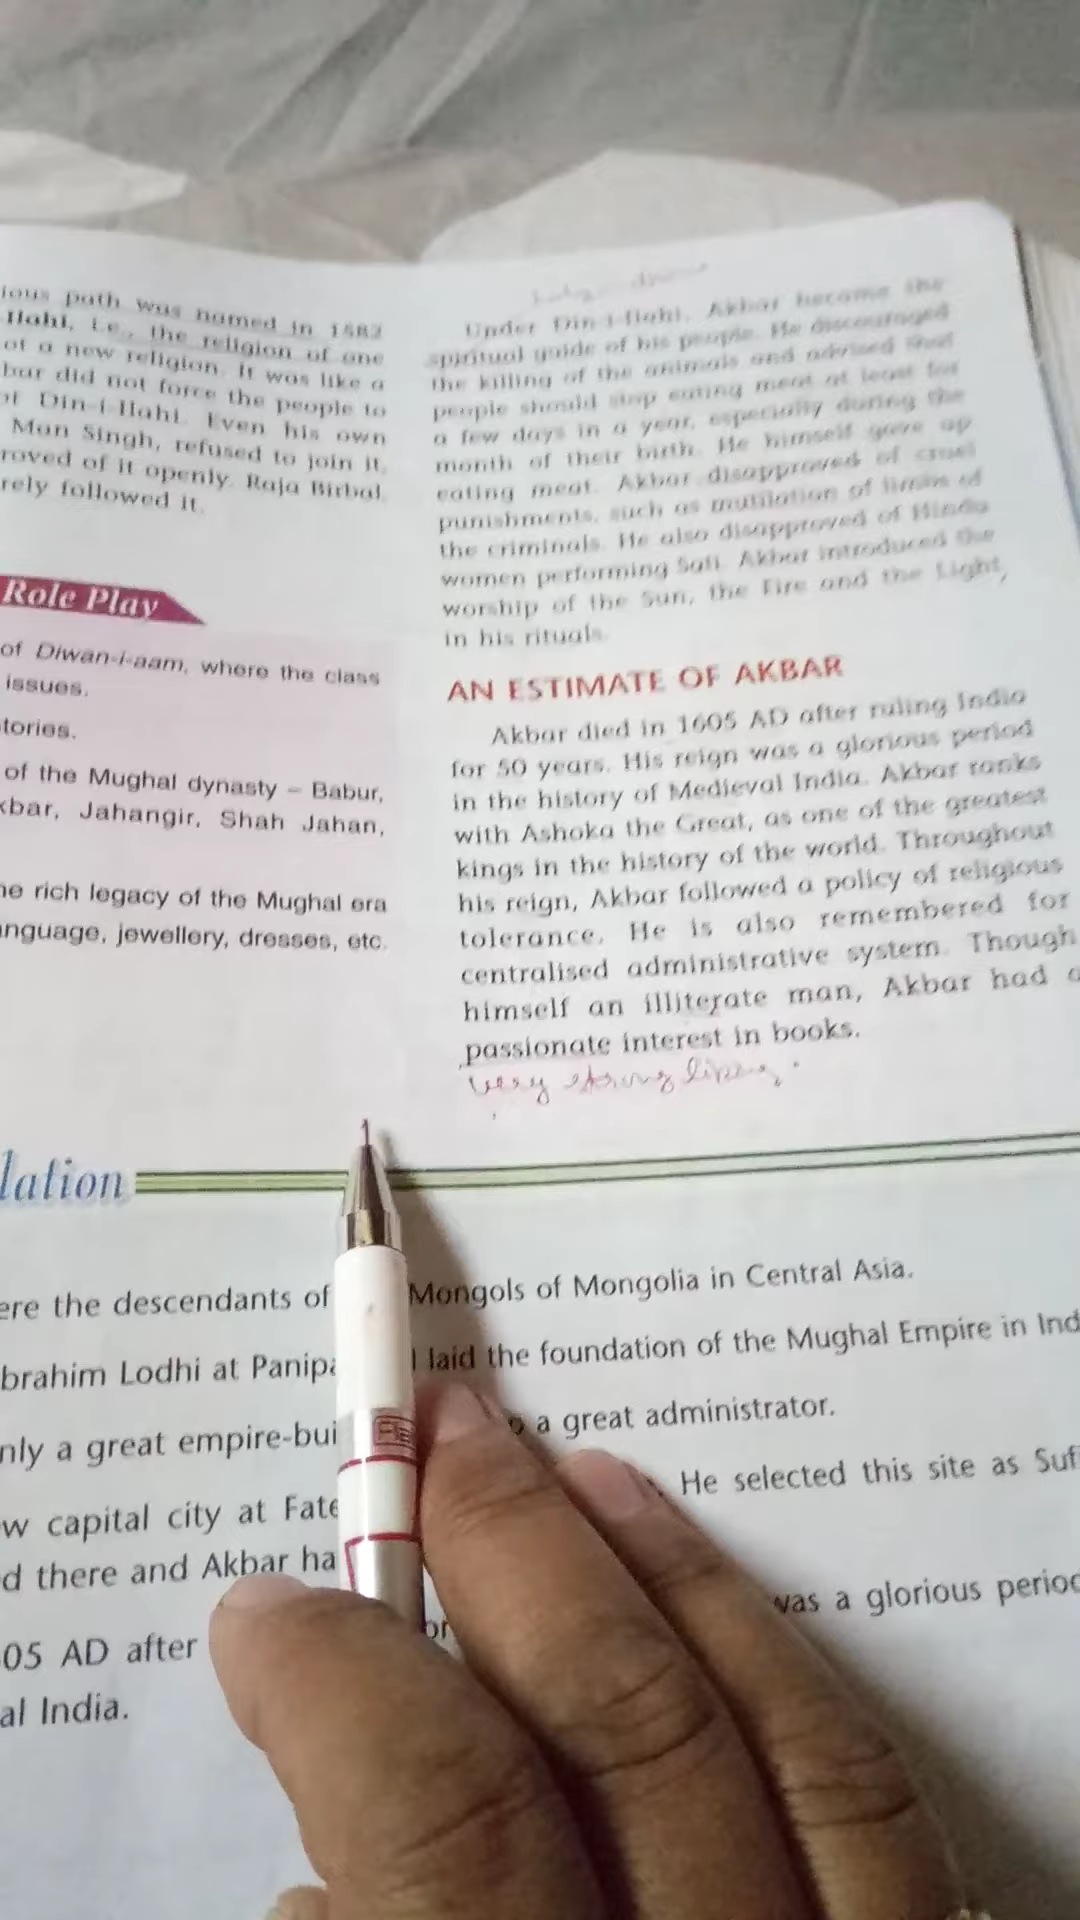 ious path was named in 1582
Ilahi, i.e., the religion of one
of a new religion. It was like a
bar did not force the people to
of Din-i-Ilahi. Even his own
Man Singh, refused to join it,
roved of it openly. Raja Birbal
rely followed it.
Role Play
of Diwan-i-aam, where the class
issues.
tories.
of the Mughal dynasty – Babur,
kbar, Jahangir, Shah Jahan,
he rich legacy of the Mughal era
anguage, jewellery, dresses, etc.
Under Din-i-Ilahi, Akbar became the
spiritual guide of his people. He discouraged
the killing of the animals and advised that
people should stop eating meat at least for
a few days in a year, especially during the
month of their birth. He himself gave up
eating meat. Akbar disapproved of cruel
punishments, such as mutilation of limbs of
the criminals. He also disapproved of Hindu
women performing Sati. Akbar introduced the
worship of the Sun, the Fire and the Light,
in his rituals.
AN ESTIMATE OF AKBAR
Akbar died in 1605 AD after ruling India
for 50 years. His reign was a glorious period
in the history of Medieval India. Akbar ranks
with Ashoka the Great, as one of the greatest
kings in the history of the world. Throughout
his reign, Akbar followed a policy of religious
tolerance. He is also remembered for
centralised administrative system. Though
himself an illiterate man, Akbar had a
passionate interest in books.
very strong
lation
ere the descendants of Mongols of Mongolia in Central Asia.
brahim Lodhi at Panipa laid the foundation of the Mughal Empire in Ind
nly a great empire-bui a great administrator.
w capital city at Fate He selected this site as Suf
d there and Akbar ha
05 AD after or was a glorious period
al India.